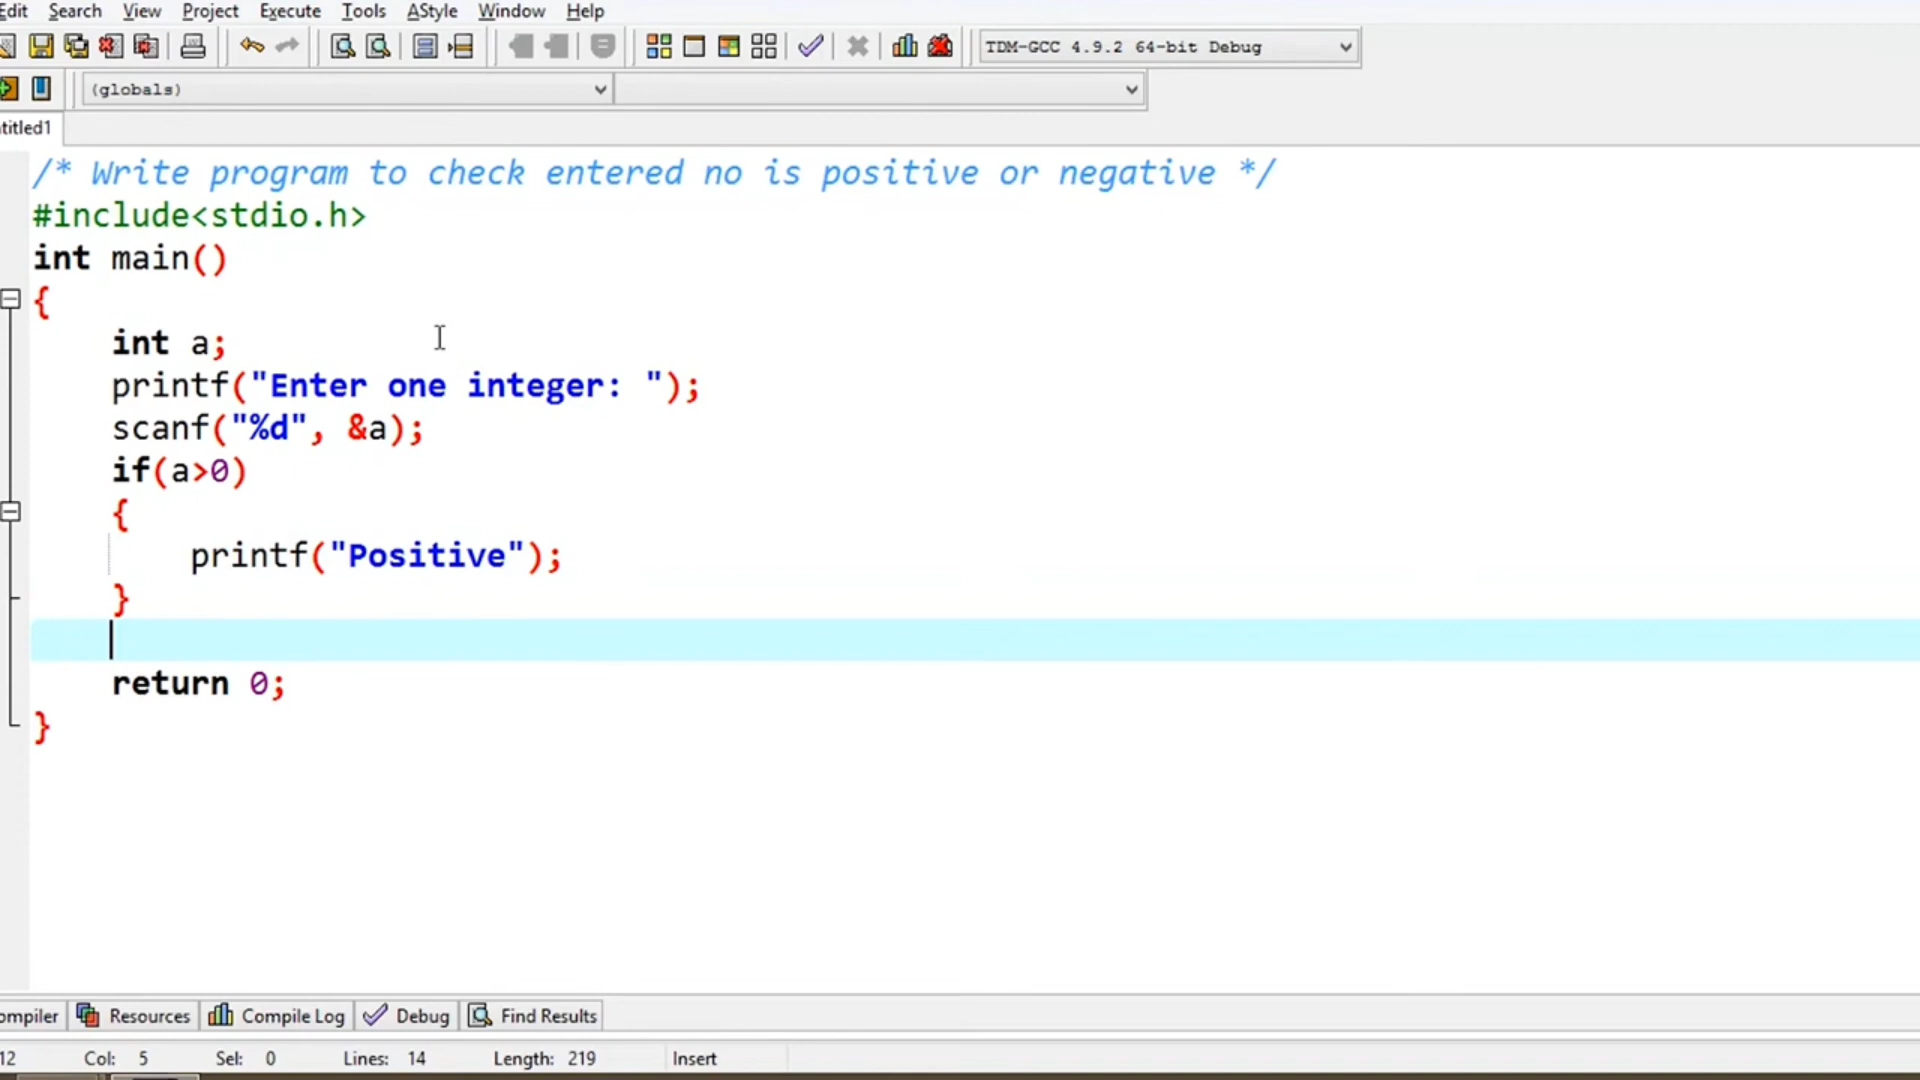 Edit Search View Project Execute Tools AStyle Window Help
TDM-GCC 4.9.2 64-bit Debug
(globals)
ntitled1
/* Write program to check entered no is positive or negative */
#include<stdio.h>
int main()
{
int a;
printf("Enter one integer: ");
scanf("%d", &a);
if(a>0)
{
printf("Positive");
}
return 0;
}
ompiler Resources Compile Log Debug Find Results
12 Col: 5 Sel: 0 Lines: 14 Length: 219 Insert